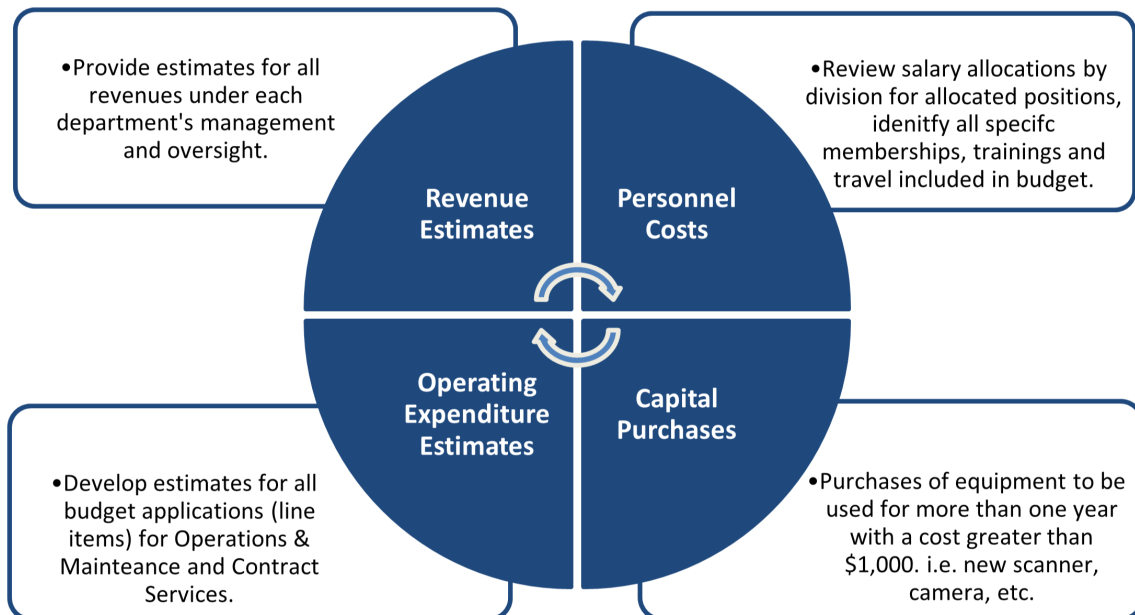 •Provide estimates for all
revenues under each
department's management
and oversight.
•Review salary allocations by
division for allocated positions,
idenitfy all specifc
memberships, trainings and
travel included in budget.
Revenue
Estimates
Personnel
Costs
Operating
Expenditure
Estimates
Capital
Purchases
•Develop estimates for all
budget applications (line
items) for Operations &
Mainteance and Contract
Services.
•Purchases of equipment to be
used for more than one year
with a cost greater than
$1,000. i.e. new scanner,
camera, etc.